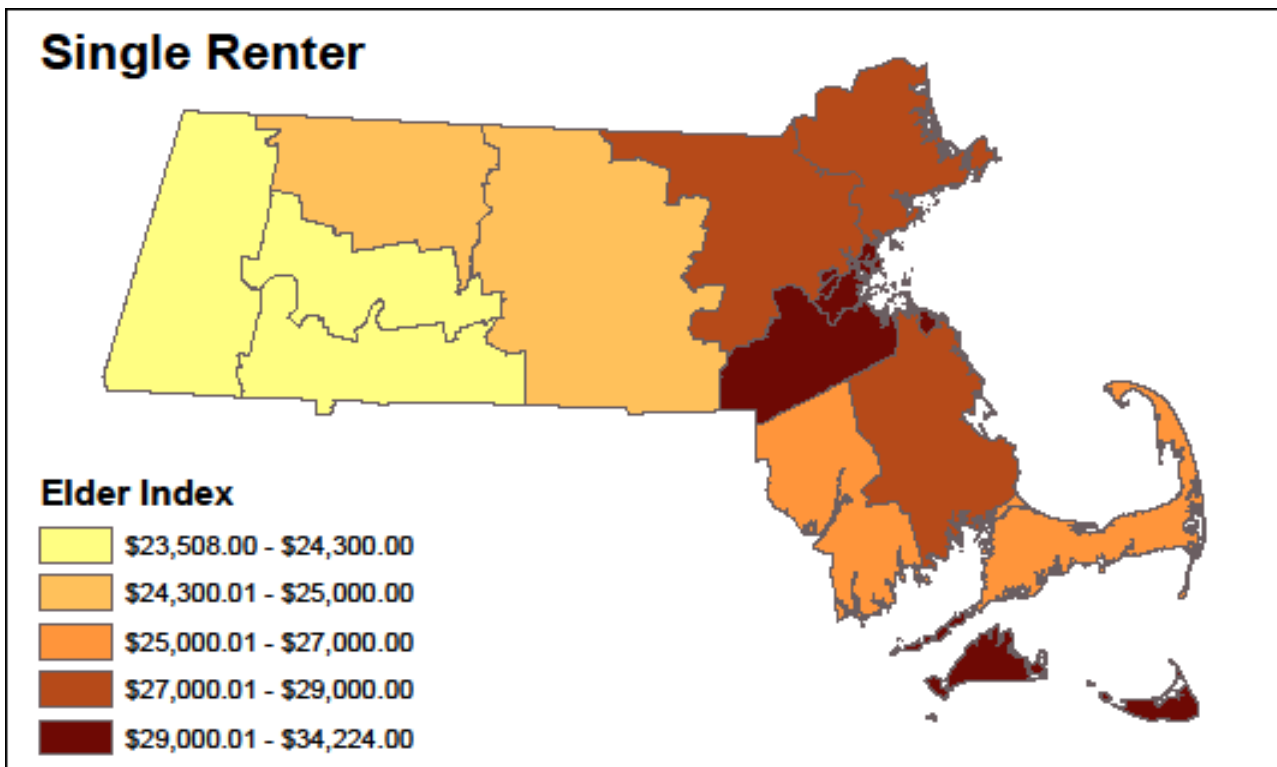 Single Renter
Elder Index
$23,508.00 - $24,300.00
$24,300.01 - $25,000.00
$25,000.01 - $27,000.00
$27,000.01 - $29,000.00
$29,000.01 - $34,224.00